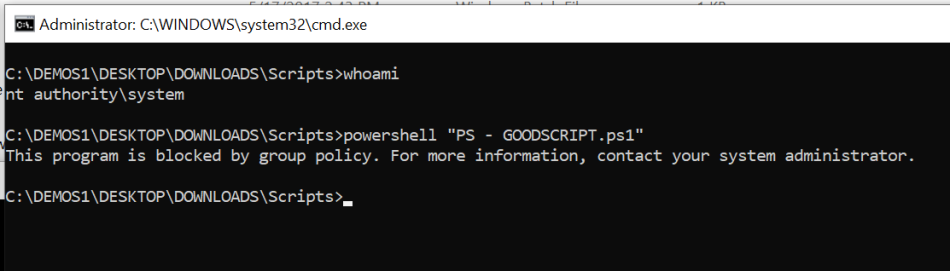 Administrator: C:\WINDOWS\system32\cmd.exe
C:\DEMOS1\DESKTOP\DOWNLOADS\Scripts>whoami
nt authority\system
C:\DEMOS1\DESKTOP\DOWNLOADS\Scripts>powershell "PS - GOODSCRIPT.ps1"
This program is blocked by group policy. For more information, contact your system administrator.
C:\DEMOS1\DESKTOP\DOWNLOADS\Scripts>